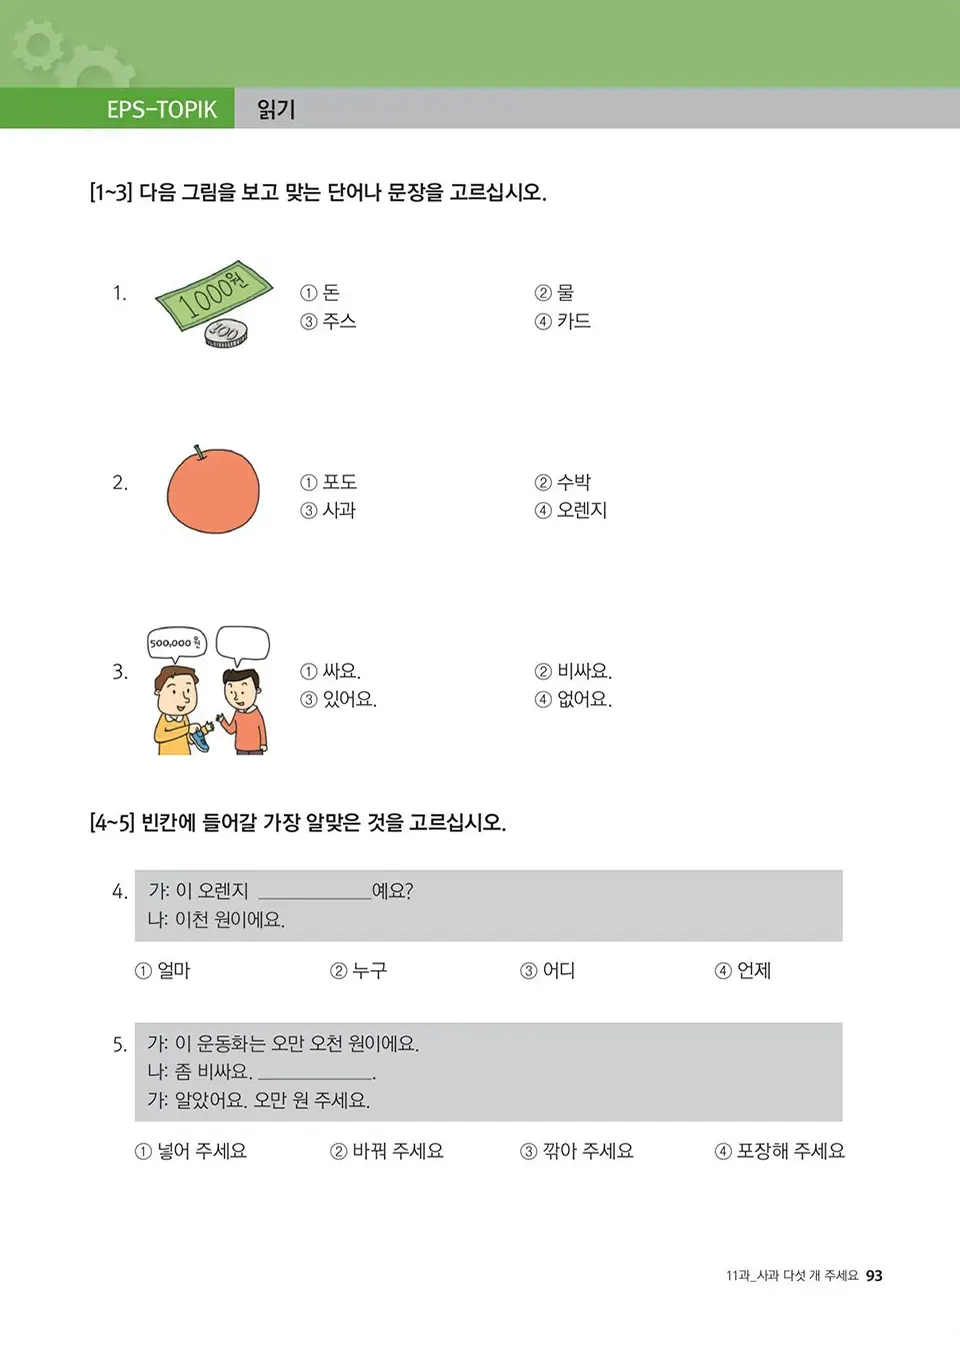 EPS-TOPIK 읽기
[1~3] 다음 그림을 보고 맞는 단어나 문장을 고르십시오.
1.
1000원
100
① 돈 ② 물
③ 주스 ④ 카드
2.
① 포도 ② 수박
③ 사과 ④ 오렌지
3.
500,000 원
① 싸요. ② 비싸요.
③ 있어요. ④ 없어요.
[4~5] 빈칸에 들어갈 가장 알맞은 것을 고르십시오.
4. 가: 이 오렌지 ____________예요?
나: 이천 원이에요.
① 얼마 ② 누구 ③ 어디 ④ 언제
5. 가: 이 운동화는 오만 오천 원이에요.
나: 좀 비싸요. ____________.
가: 알았어요. 오만 원 주세요.
① 넣어 주세요 ② 바꿔 주세요 ③ 깎아 주세요 ④ 포장해 주세요
11과_사과 다섯 개 주세요 93